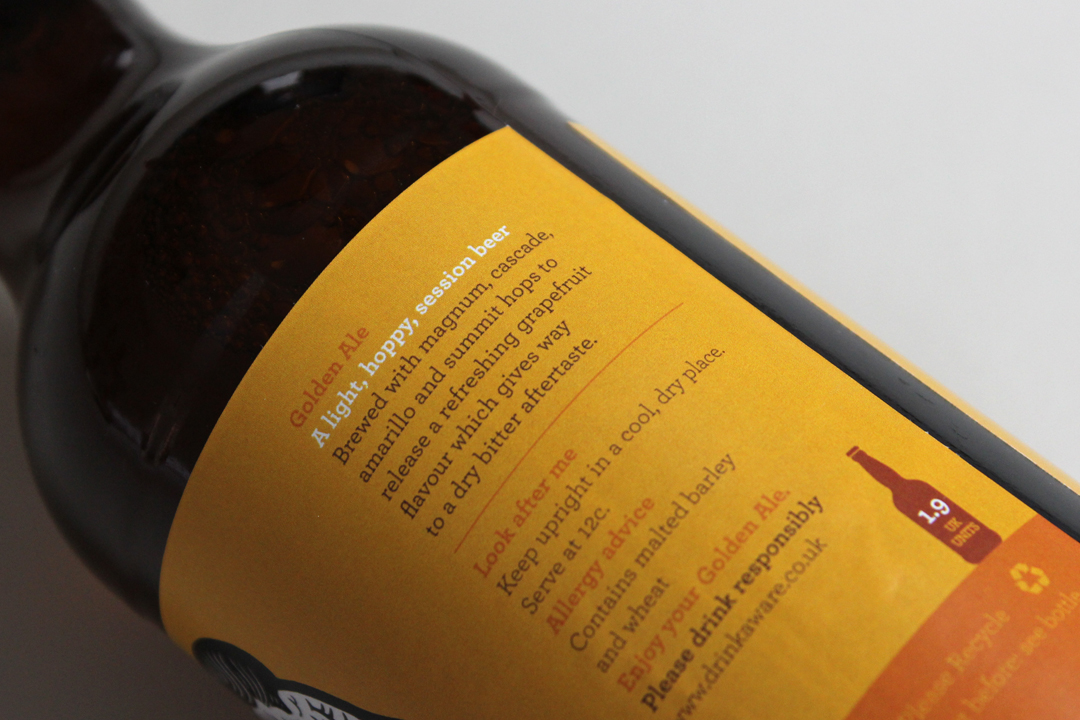 Golden Ale
A light, hoppy, session beer
Brewed with magnum, cascade,
amarillo and summit hops to
release a refreshing grapefruit
flavour which gives way
to a dry bitter aftertaste.
Look after me
Keep upright in a cool, dry place.
Serve at 12c.
Allergy advice
Contains malted barley
and wheat
Enjoy your Golden Ale.
Please drink responsibly
www.drinkaware.co.uk
1.9
UK
UNITS
Please Recycle
before: see bottle